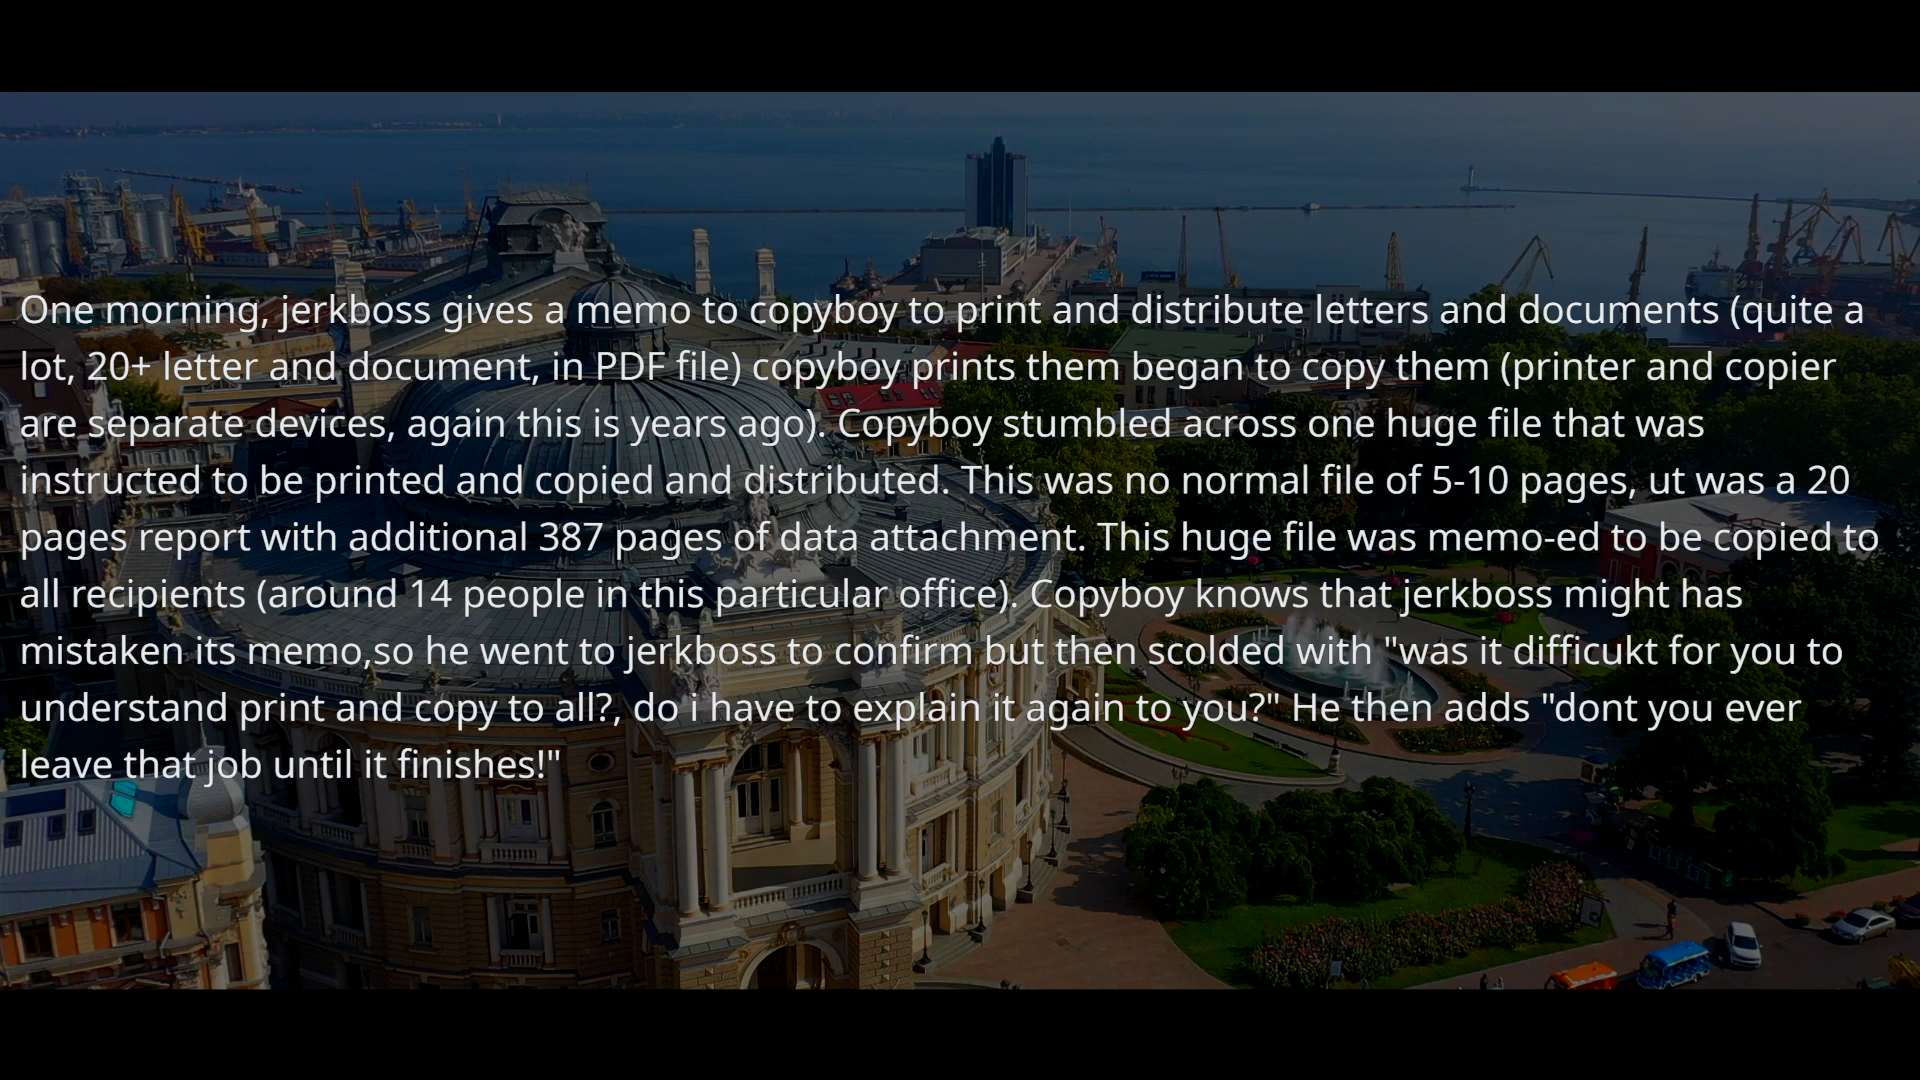 One morning, jerkboss gives a memo to copyboy to print and distribute letters and documents (quite a
lot, 20+ letter and document, in PDF file) copyboy prints them began to copy them (printer and copier
are separate devices, again this is years ago). Copyboy stumbled across one huge file that was
instructed to be printed and copied and distributed. This was no normal file of 5-10 pages, ut was a 20
pages report with additional 387 pages of data attachment. This huge file was memo-ed to be copied to
all recipients (around 14 people in this particular office). Copyboy knows that jerkboss might has
mistaken its memo,so he went to jerkboss to confirm but then scolded with "was it difficukt for you to
understand print and copy to all?, do i have to explain it again to you?" He then adds "dont you ever
leave that job until it finishes!"